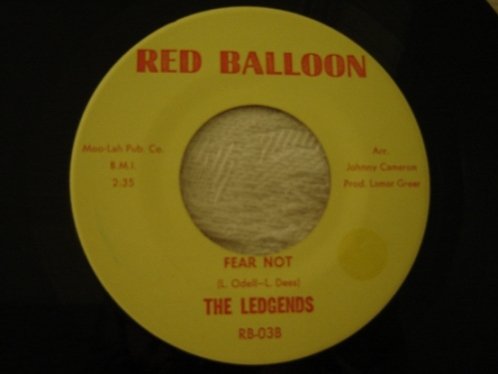 RED BALLOON
Moo-Lah Pub. Co.
B.M.I.
2:35
Arr.
Johnny Cameron
Prod: Lamar Greer
FEAR NOT
(L. Odell—L. Dees)
THE LEDGENDS
RB-03B